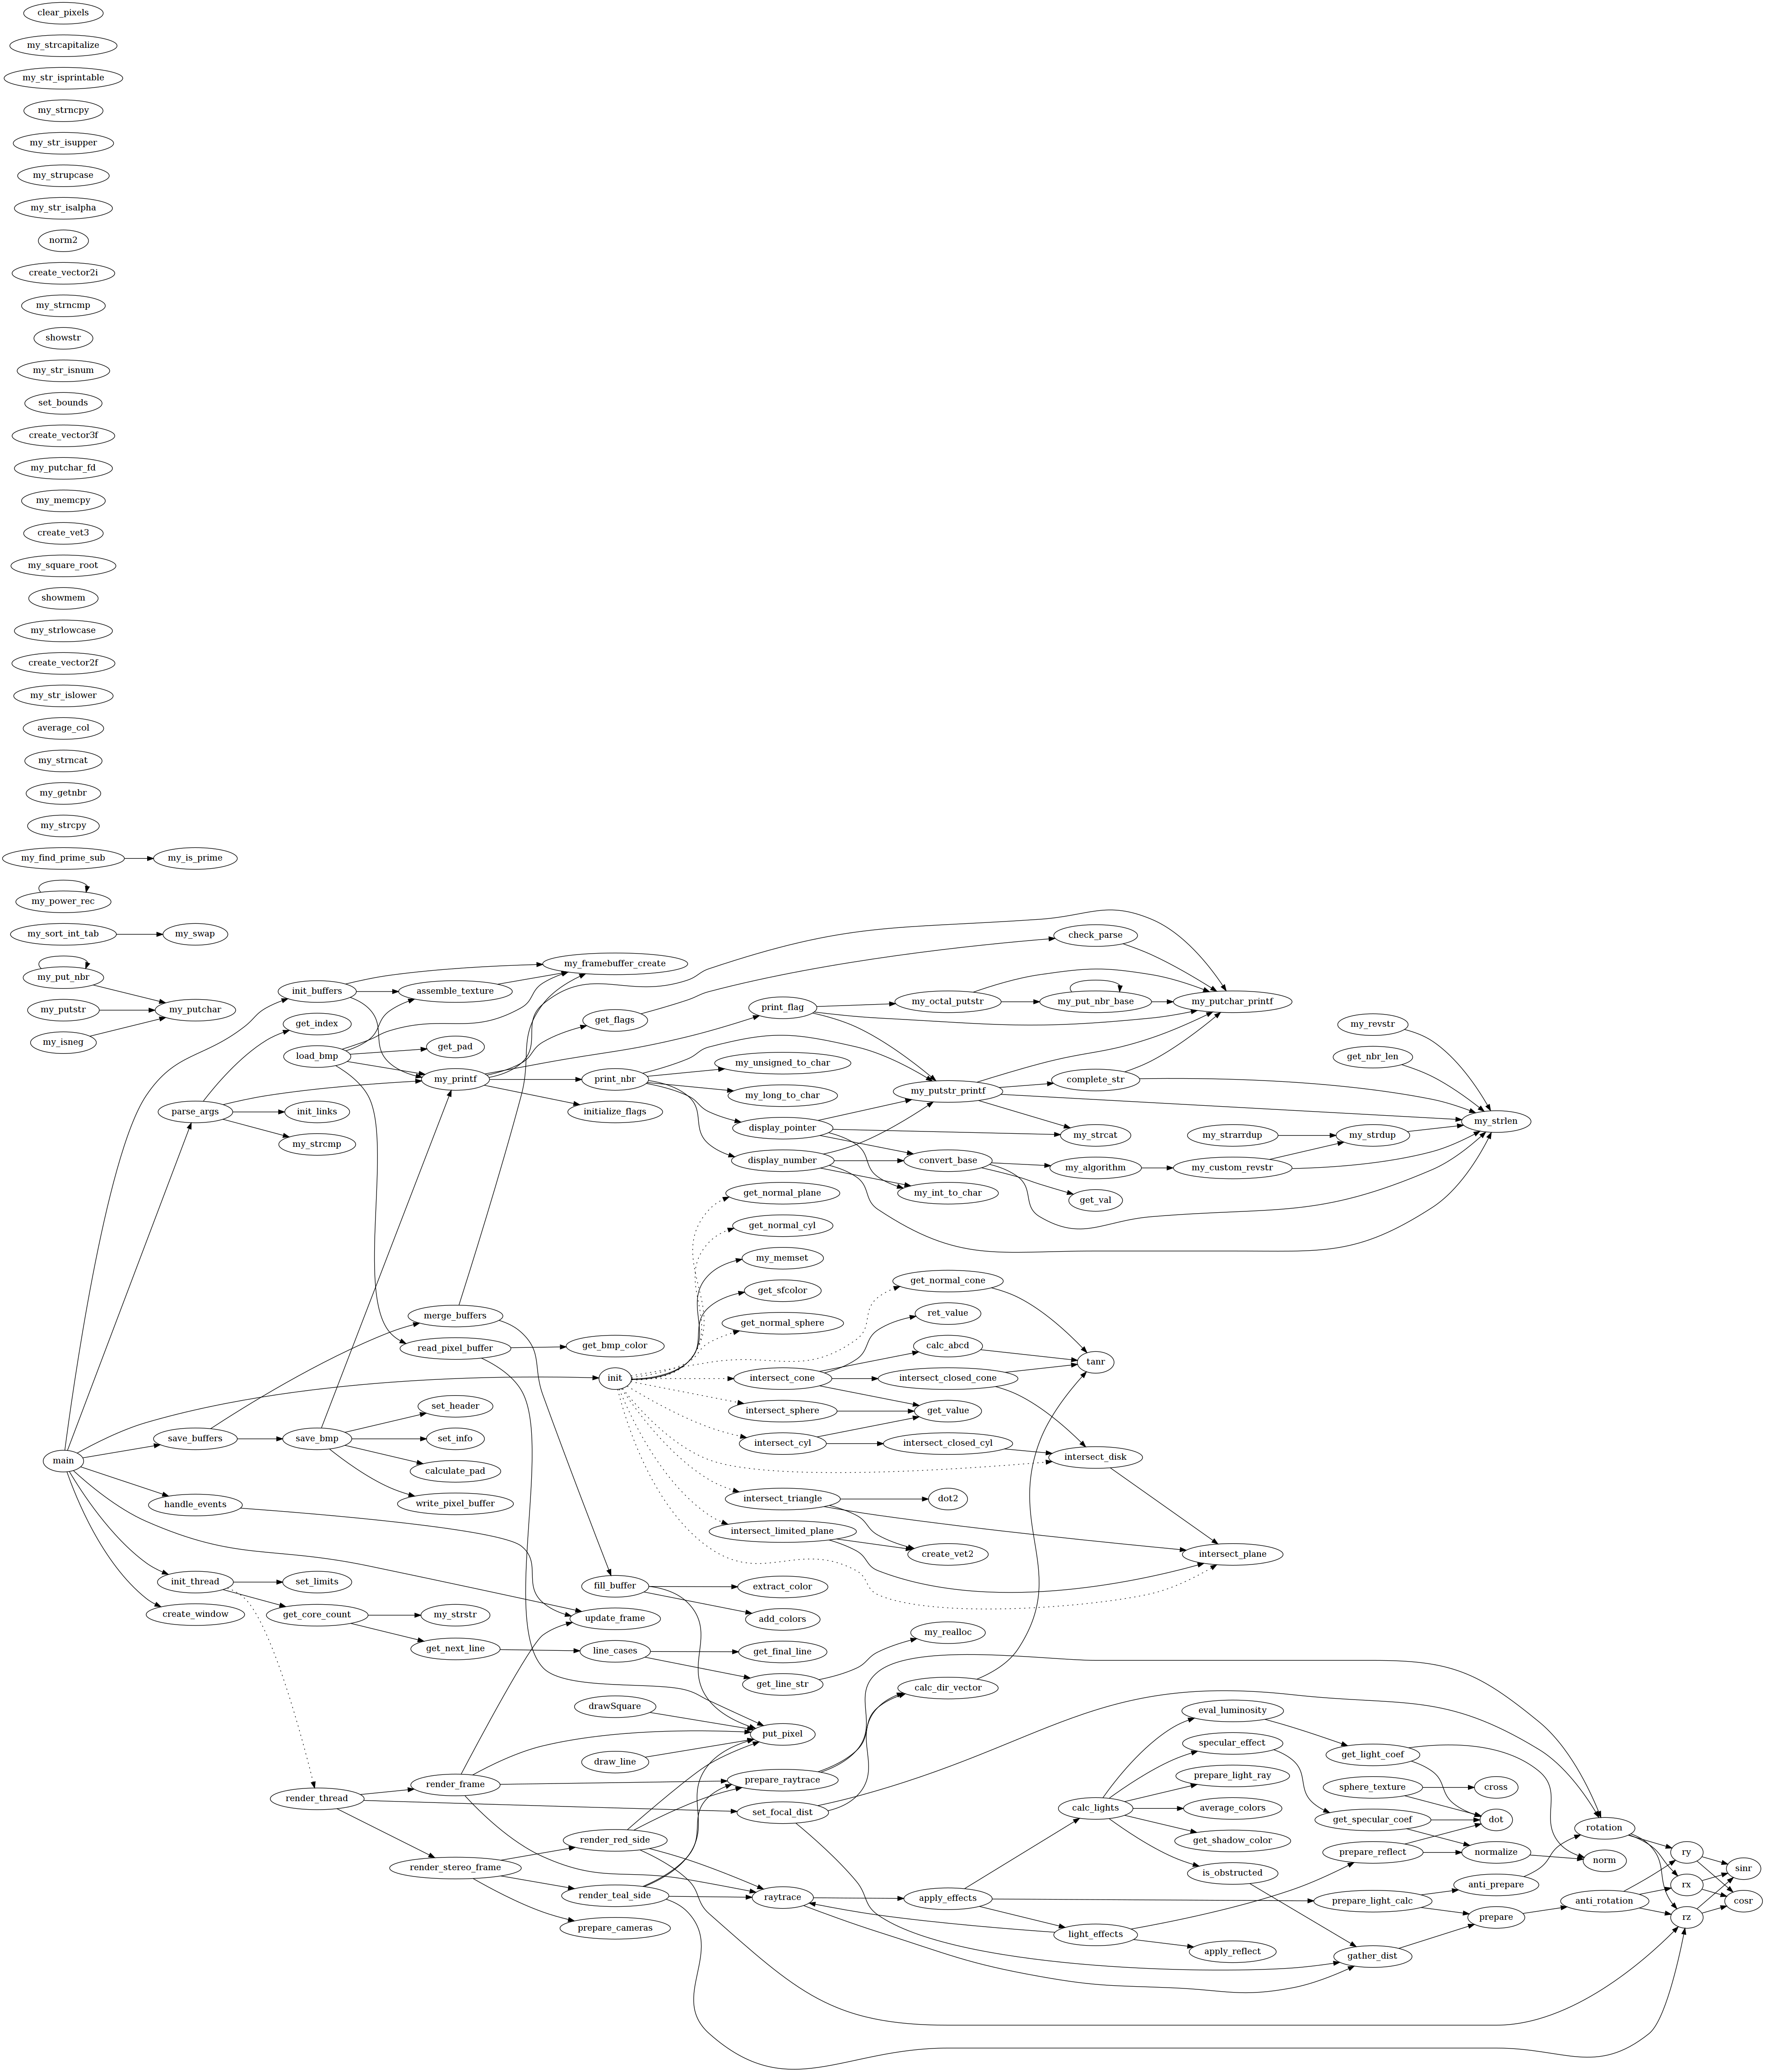 clear_pixels
my_strcapitalize
my_str_isprintable
my_strncpy
my_str_isupper
my_strupcase
my_str_isalpha
norm2
create_vector2i
my_strncmp
showstr
my_str_isnum
set_bounds
create_vector3f
my_putchar_fd
my_memcpy
create_vet3
my_square_root
showmem
my_strlowcase
create_vector2f
my_str_islower
average_col
my_strncat
my_getnbr
my_strcpy
my_find_prime_sub
my_is_prime
my_power_rec
my_sort_int_tab
my_swap
my_put_nbr
my_putstr
my_putchar
my_isneg
main
parse_args
save_buffers
handle_events
init_thread
create_window
init_buffers
get_index
load_bmp
init_links
my_strcmp
save_bmp
set_limits
get_core_count
render_thread
assemble_texture
get_pad
my_printf
merge_buffers
read_pixel_buffer
set_header
set_info
calculate_pad
write_pixel_buffer
my_strstr
get_next_line
render_frame
render_stereo_frame
my_framebuffer_create
get_flags
print_nbr
initialize_flags
get_bmp_color
init
fill_buffer
update_frame
line_cases
drawSquare
draw_line
render_red_side
render_teal_side
prepare_cameras
print_flag
my_unsigned_to_char
my_long_to_char
display_pointer
display_number
get_normal_plane
get_normal_cyl
my_memset
get_sfcolor
get_normal_sphere
intersect_cone
intersect_sphere
intersect_cyl
intersect_triangle
intersect_limited_plane
extract_color
add_colors
get_final_line
get_line_str
put_pixel
prepare_raytrace
set_focal_dist
raytrace
my_octal_putstr
my_putstr_printf
convert_base
my_int_to_char
get_normal_cone
ret_value
calc_abcd
intersect_closed_cone
get_value
intersect_closed_cyl
dot2
create_vet2
my_realloc
calc_dir_vector
apply_effects
check_parse
my_put_nbr_base
complete_str
my_strcat
my_algorithm
get_val
tanr
intersect_disk
calc_lights
light_effects
my_putchar_printf
my_strarrdup
my_custom_revstr
intersect_plane
eval_luminosity
specular_effect
prepare_light_ray
average_colors
get_shadow_color
is_obstructed
apply_reflect
my_revstr
get_nbr_len
my_strdup
get_light_coef
sphere_texture
get_specular_coef
prepare_reflect
prepare_light_calc
gather_dist
my_strlen
cross
dot
normalize
anti_prepare
prepare
rotation
norm
anti_rotation
ry
rx
rz
sinr
cosr